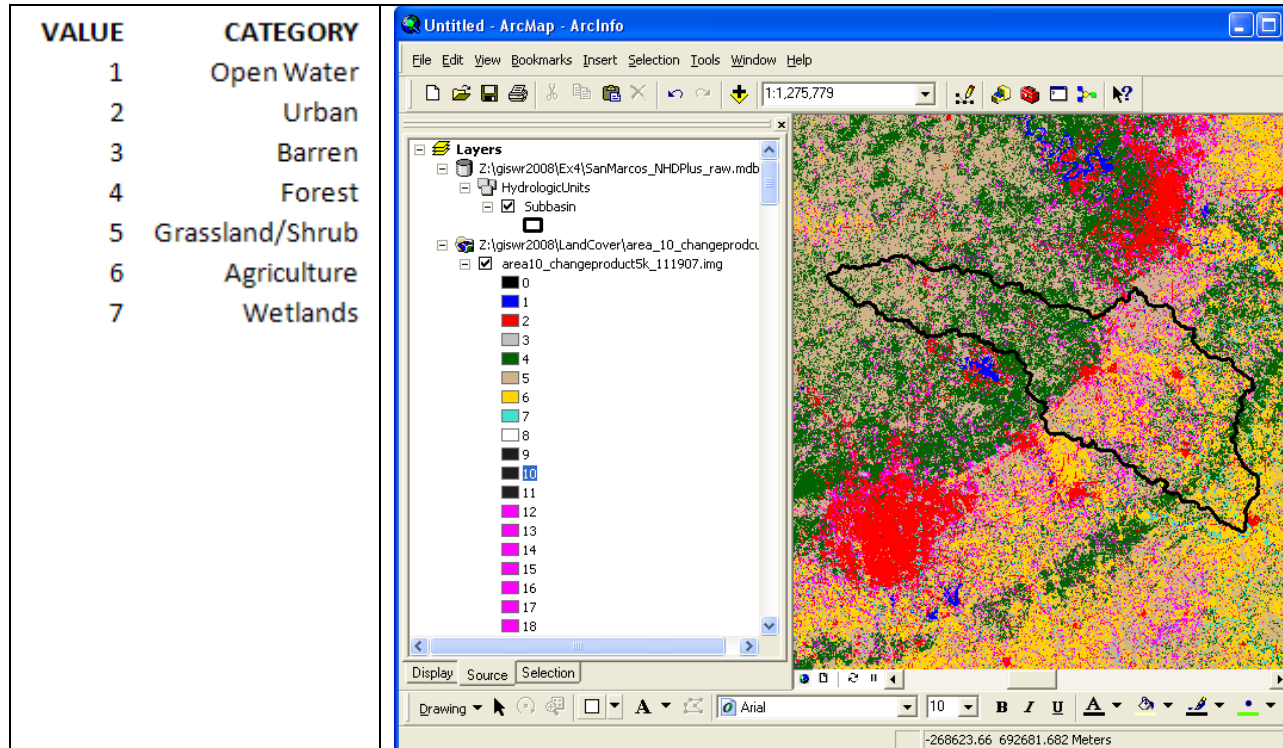 VALUE CATEGORY
1 Open Water
2 Urban
3 Barren
4 Forest
5 Grassland/Shrub
6 Agriculture
7 Wetlands
Untitled - ArcMap - ArcInfo
File Edit View Bookmarks Insert Selection Tools Window Help
1:1,275,779
Layers
Z:\giswr2008\Ex4\SanMarcos_NHDPlus_raw.mdb
HydrologicUnits
Subbasin
Z:\giswr2008\LandCover\area_10_changeprodcu
area10_changeproduct5k_111907.img
0
1
2
3
4
5
6
7
8
9
10
11
12
13
14
15
16
17
18
Display Source Selection
Drawing A Arial 10 B I U A
-268623.66 692681.682 Meters